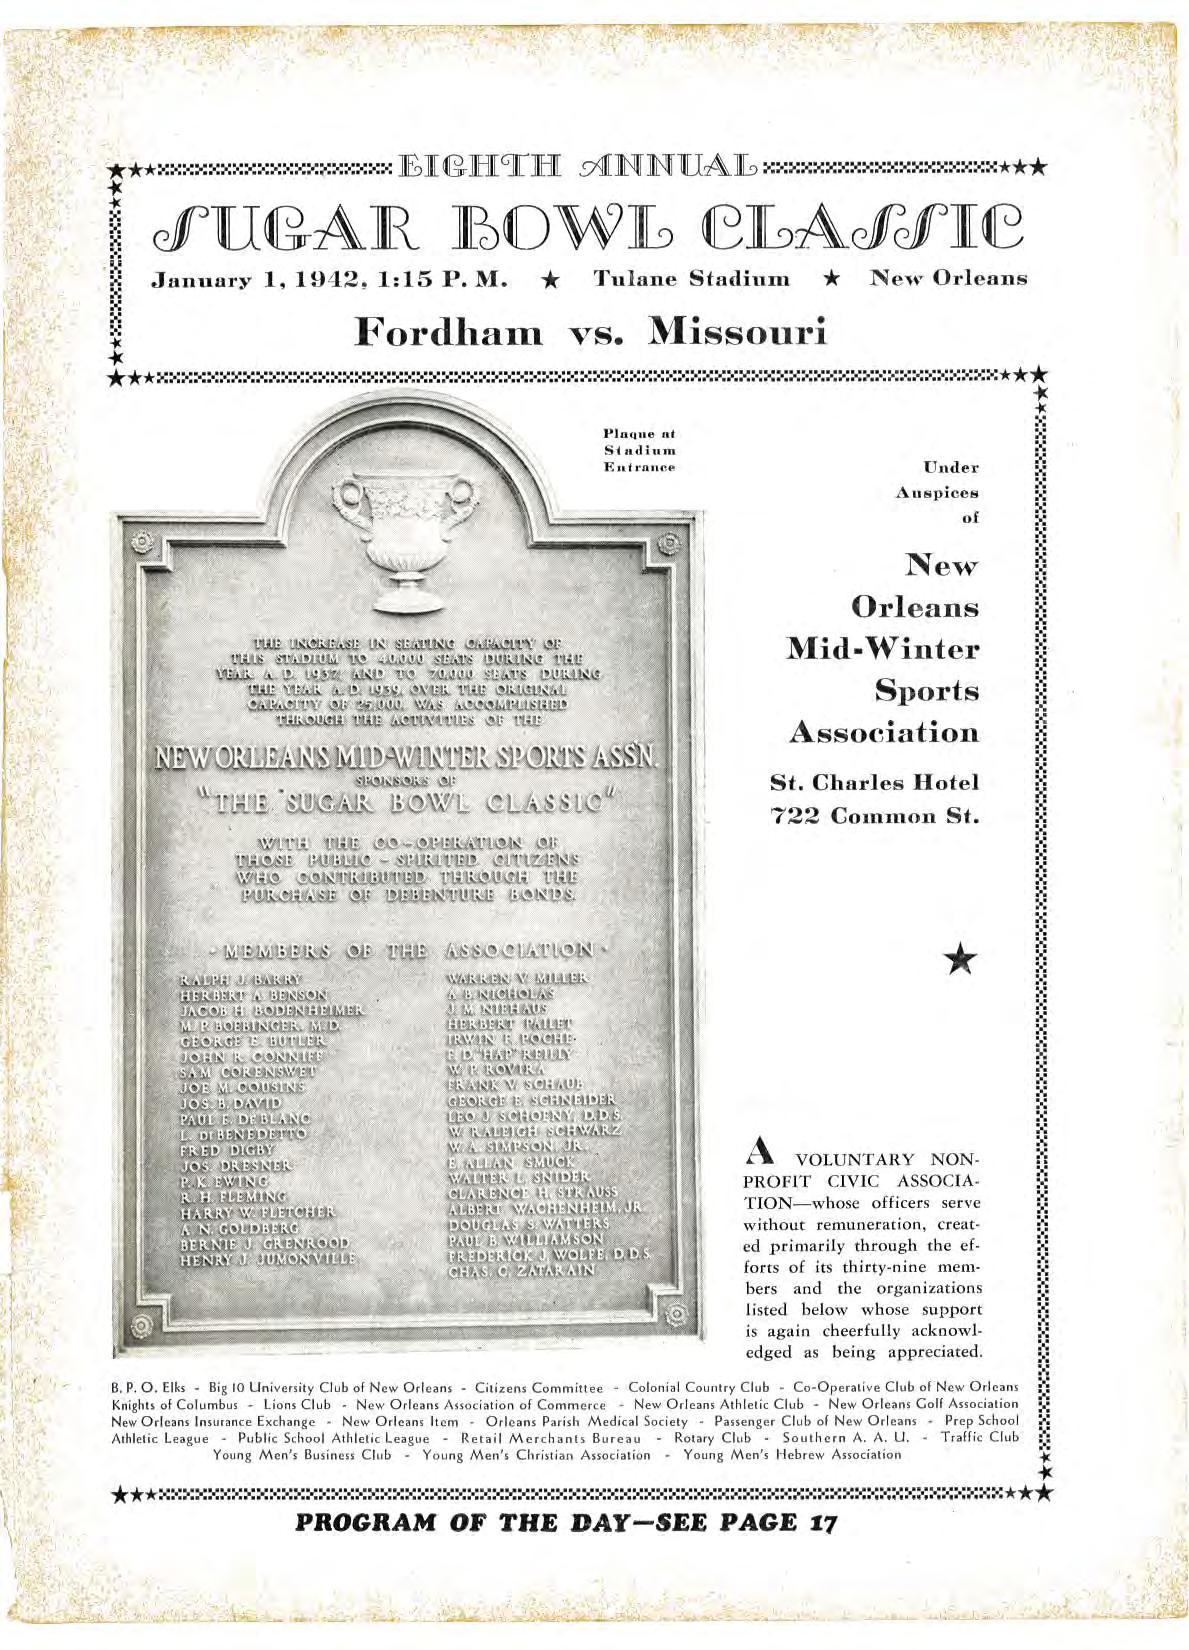 EIGHTH ANNUAL
SUGAR BOWL CLASSIC
January 1, 1942, 1:15 P. M. ★ Tulane Stadium ★ New Orleans
Fordham vs. Missouri
Plaque at
Stadium
Entrance
THE INCREASE IN SEATING CAPACITY OF
THIS STADIUM TO 40,000 SEATS DURING THE
YEAR A. D. 1937, AND TO 70,000 SEATS DURING
THE YEAR A. D. 1939, OVER THE ORIGINAL
CAPACITY OF 25,000, WAS ACCOMPLISHED
THROUGH THE ACTIVITIES OF THE
NEW ORLEANS MID-WINTER SPORTS ASS'N.
SPONSORS OF
"THE SUGAR BOWL CLASSIC"
WITH THE CO-OPERATION OF
THOSE PUBLIC-SPIRITED CITIZENS
WHO CONTRIBUTED THROUGH THE
PURCHASE OF DEBENTURE BONDS.
· MEMBERS OF THE ASSOCIATION ·
RALPH J. BARRY
HERBERT A. BENSON
JACOB H. BODENHEIMER
M. P. BOEBINGER, M.D.
GEORGE E. BUTLER
JOHN R. CONNIFF
SAM CORENSWET
JOE M. COUSINS
JOS. B. DAVID
PAUL E. DE BLANC
L. DI BENEDETTO
FRED DIGBY
JOS. DRESNER
P. K. EWING
R. H. FLEMING
HARRY W. FLETCHER
A. N. GOLDBERG
BERNIE J. GRENROOD
HENRY J. JUMONVILLE
WARREN V. MILLER
A. B. NICHOLAS
J. M. NIEHAUS
HERBERT PAILET
IRWIN F. POCHE
F. D. "HAP" REILLY
W. P. ROVIRA
FRANK V. SCHAUB
GEORGE E. SCHNEIDER
LEO J. SCHOENY, D.D.S.
W. RALEIGH SCHWARZ
W. A. SIMPSON, JR.
E. ALLAN SMUCK
WALTER L. SNIDER
CLARENCE H. STRAUSS
ALBERT WACHENHEIM, JR.
DOUGLAS S. WATTERS
PAUL B. WILLIAMSON
FREDERICK J. WOLFE, D.D.S.
CHAS. C. ZATARAIN
Under
Auspices
of
New
Orleans
Mid-Winter
Sports
Association
St. Charles Hotel
722 Common St.
A VOLUNTARY NON-
PROFIT CIVIC ASSOCIA-
TION—whose officers serve
without remuneration, creat-
ed primarily through the ef-
forts of its thirty-nine mem-
bers and the organizations
listed below whose support
is again cheerfully acknowl-
edged as being appreciated.
B. P. O. Elks - Big 10 University Club of New Orleans - Citizens Committee - Colonial Country Club - Co-Operative Club of New Orleans
Knights of Columbus - Lions Club - New Orleans Association of Commerce - New Orleans Athletic Club - New Orleans Golf Association
New Orleans Insurance Exchange - New Orleans Item - Orleans Parish Medical Society - Passenger Club of New Orleans - Prep School
Athletic League - Public School Athletic League - Retail Merchants Bureau - Rotary Club - Southern A. A. U. - Traffic Club
Young Men's Business Club - Young Men's Christian Association - Young Men's Hebrew Association
PROGRAM OF THE DAY—SEE PAGE 17